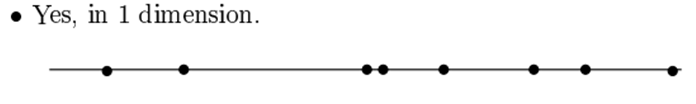 • Yes, in 1 dimension.